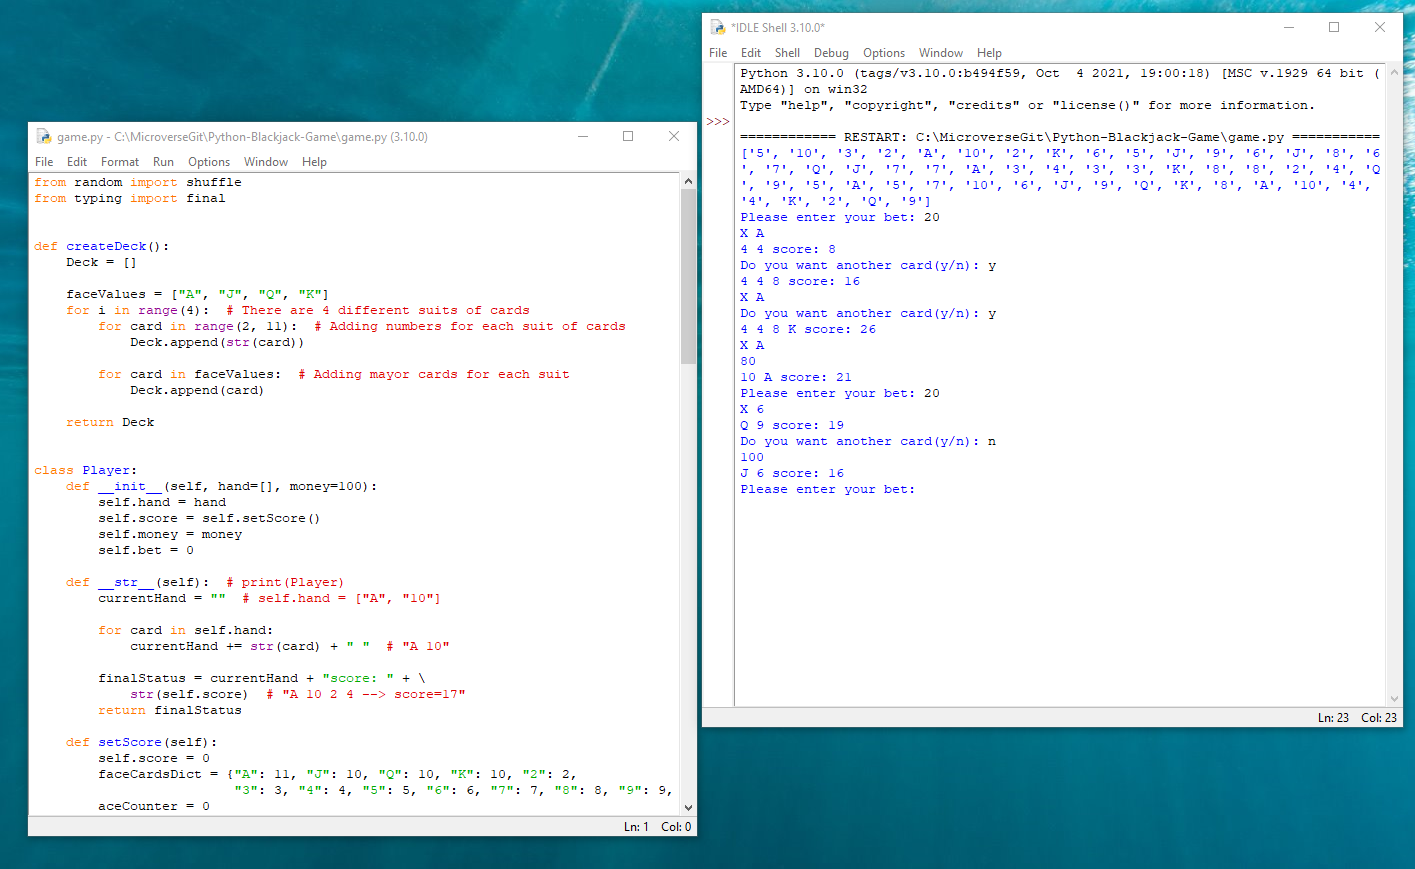 game.py - C:\MicroverseGit\Python-Blackjack-Game\game.py (3.10.0)
File Edit Format Run Options Window Help
from random import shuffle
from typing import final
def createDeck():
    Deck = []
    faceValues = ["A", "J", "Q", "K"]
    for i in range(4):  # There are 4 different suits of cards
        for card in range(2, 11):  # Adding numbers for each suit of cards
            Deck.append(str(card))
        for card in faceValues:  # Adding mayor cards for each suit
            Deck.append(card)
    return Deck
class Player:
    def __init__(self, hand=[], money=100):
        self.hand = hand
        self.score = self.setScore()
        self.money = money
        self.bet = 0
    def __str__(self):  # print(Player)
        currentHand = ""  # self.hand = ["A", "10"]
        for card in self.hand:
            currentHand += str(card) + " "  # "A 10"
        finalStatus = currentHand + "score: " + \
            str(self.score)  # "A 10 2 4 --> score=17"
        return finalStatus
    def setScore(self):
        self.score = 0
        faceCardsDict = {"A": 11, "J": 10, "Q": 10, "K": 10, "2": 2,
                         "3": 3, "4": 4, "5": 5, "6": 6, "7": 7, "8": 8, "9": 9,
        aceCounter = 0
Ln: 1 Col: 0
*IDLE Shell 3.10.0*
File Edit Shell Debug Options Window Help
Python 3.10.0 (tags/v3.10.0:b494f59, Oct  4 2021, 19:00:18) [MSC v.1929 64 bit (
AMD64)] on win32
Type "help", "copyright", "credits" or "license()" for more information.
>>>
============ RESTART: C:\MicroverseGit\Python-Blackjack-Game\game.py ===========
['5', '10', '3', '2', 'A', '10', '2', 'K', '6', '5', 'J', '9', '6', 'J', '8', '6
', '7', 'Q', 'J', '7', '7', 'A', '3', '4', '3', '3', 'K', '8', '8', '2', '4', 'Q
', '9', '5', 'A', '5', '7', '10', '6', 'J', '9', 'Q', 'K', '8', 'A', '10', '4',
'4', 'K', '2', 'Q', '9']
Please enter your bet: 20
X A
4 4 score: 8
Do you want another card(y/n): y
4 4 8 score: 16
X A
Do you want another card(y/n): y
4 4 8 K score: 26
X A
80
10 A score: 21
Please enter your bet: 20
X 6
Q 9 score: 19
Do you want another card(y/n): n
100
J 6 score: 16
Please enter your bet:
Ln: 23 Col: 23